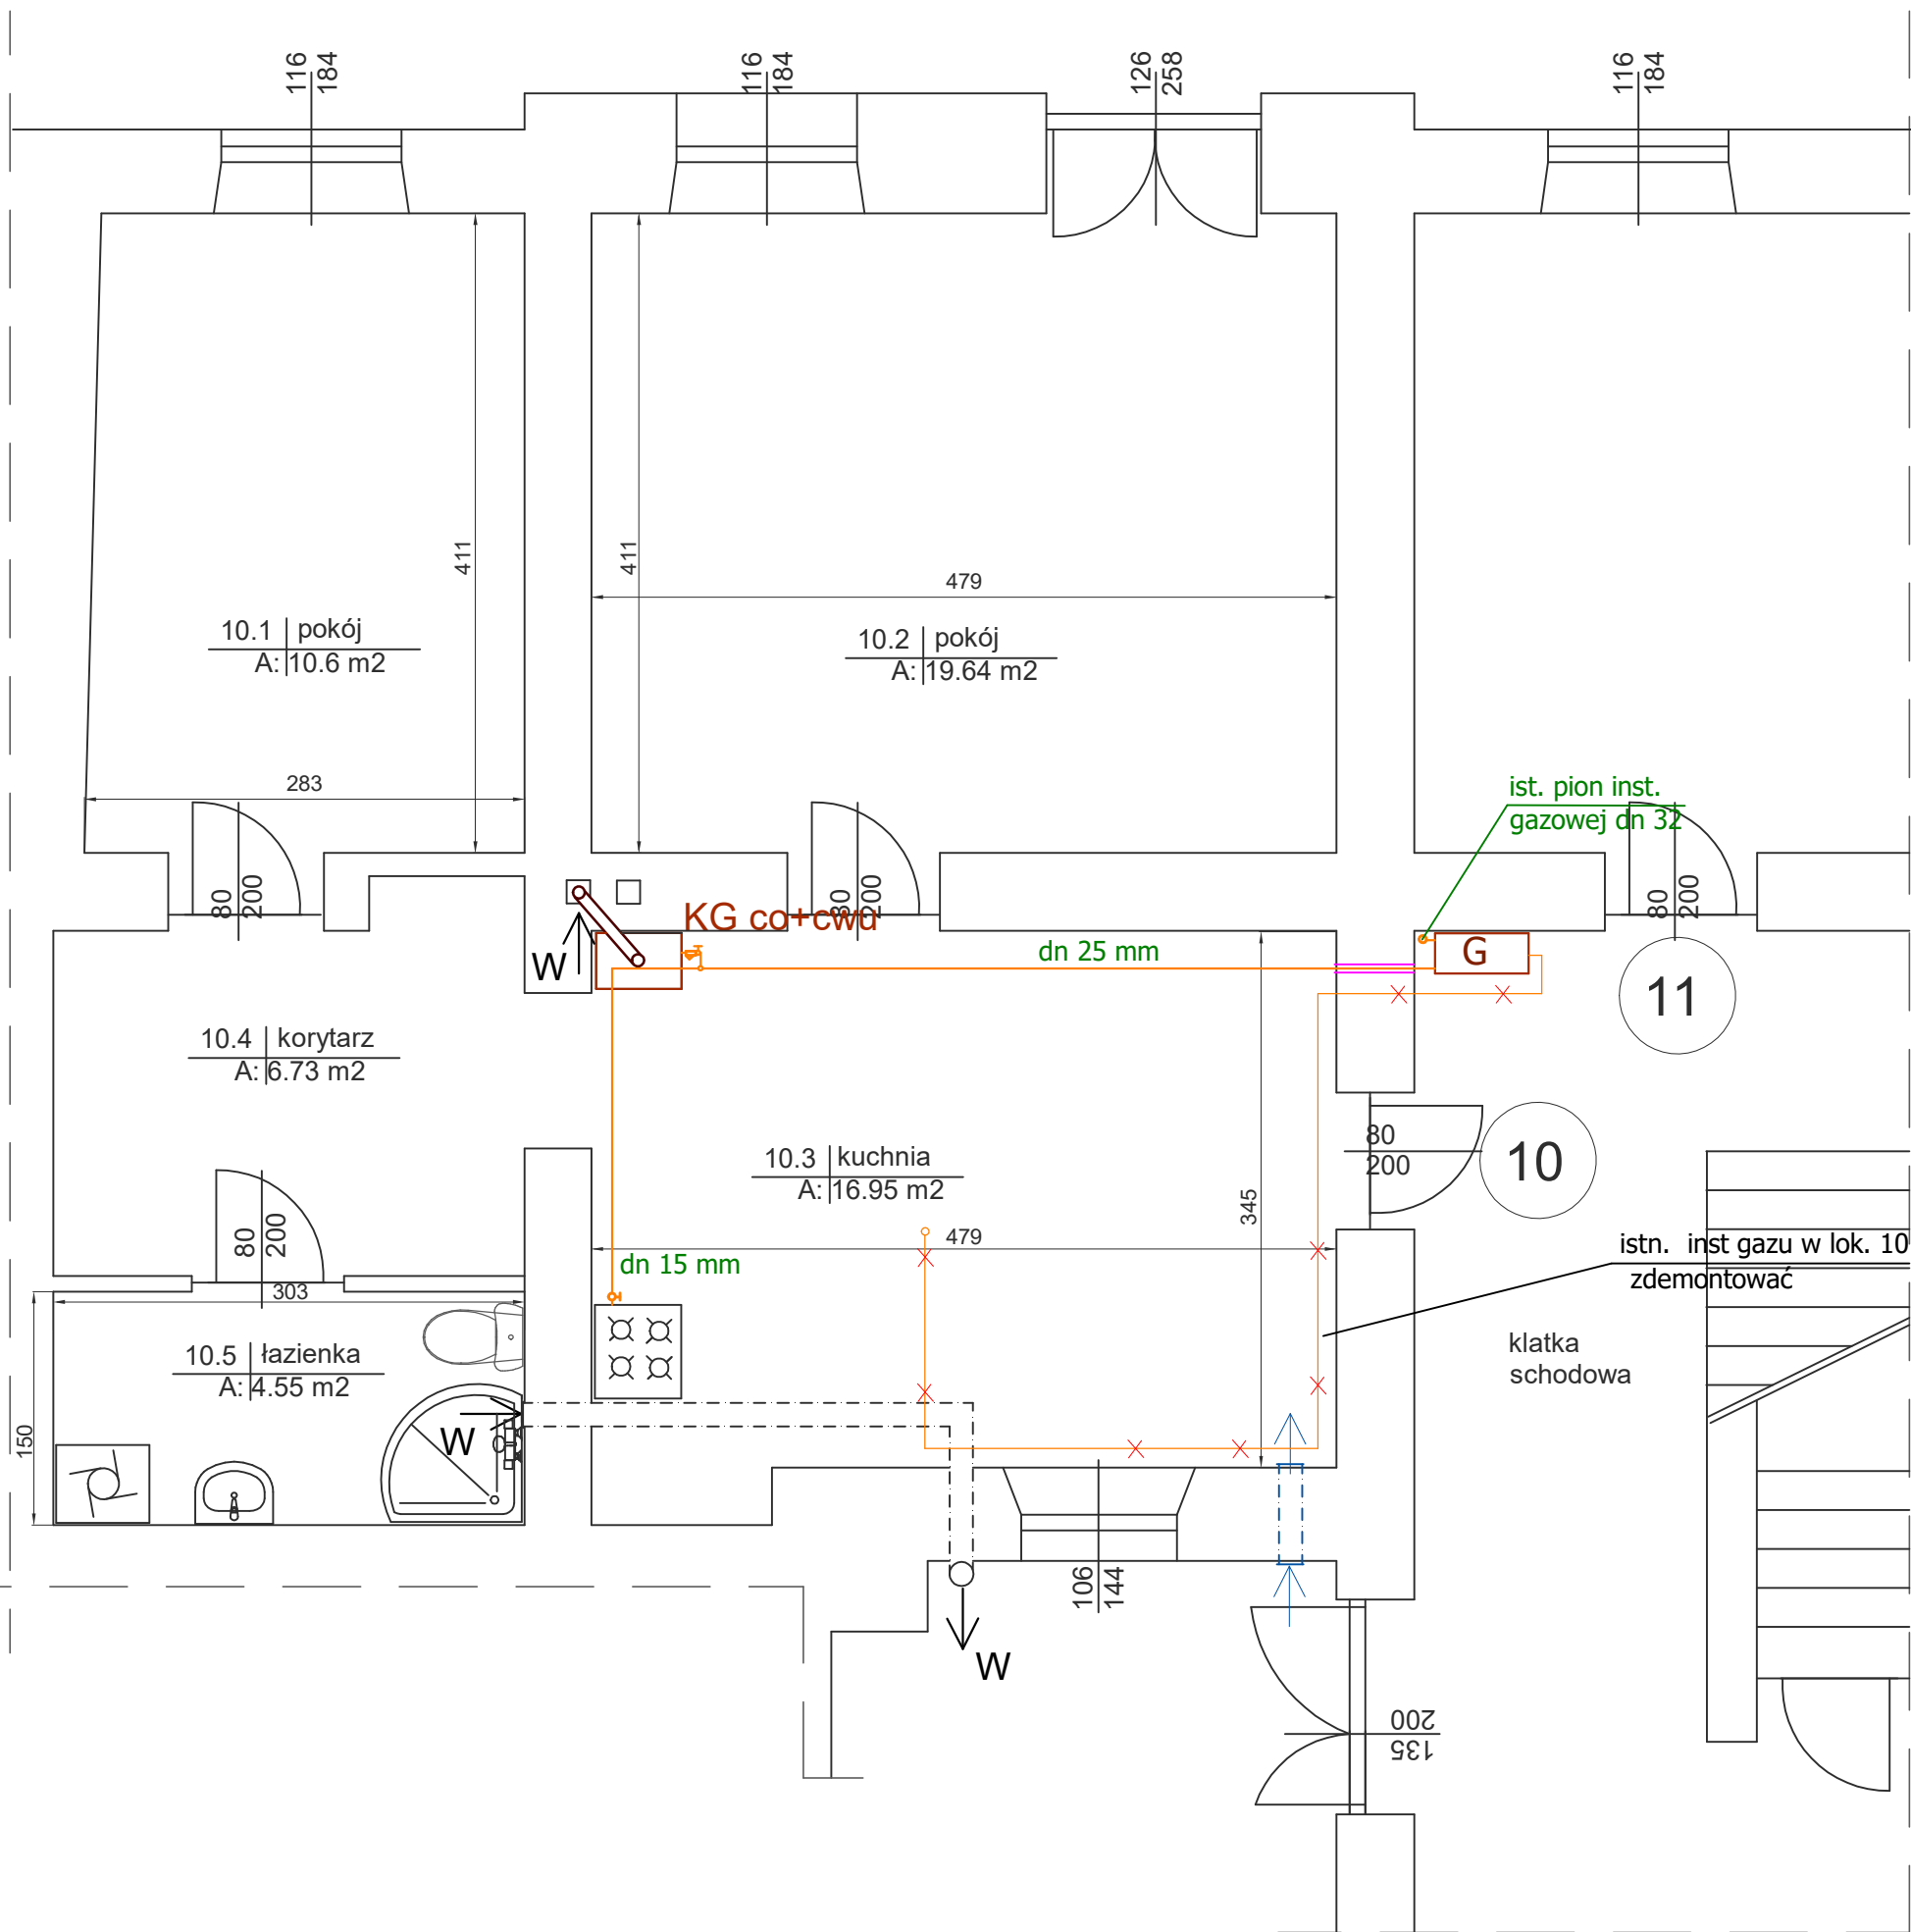 116
184
116
184
126
258
116
184
411
411
479
10.1 pokój
A: 10.6 m2
10.2 pokój
A: 19.64 m2
283
ist. pion inst.
gazowej dn 32
80
200
80
200
80
200
KG co+cwu
W
dn 25 mm
G
11
10.4 korytarz
A: 6.73 m2
10.3 kuchnia
A: 16.95 m2
80
200
10
345
80
200
479
dn 15 mm
istn. inst gazu w lok. 10
zdemontować
303
10.5 łazienka
A: 4.55 m2
klatka
schodowa
150
W
106
144
W
135
200